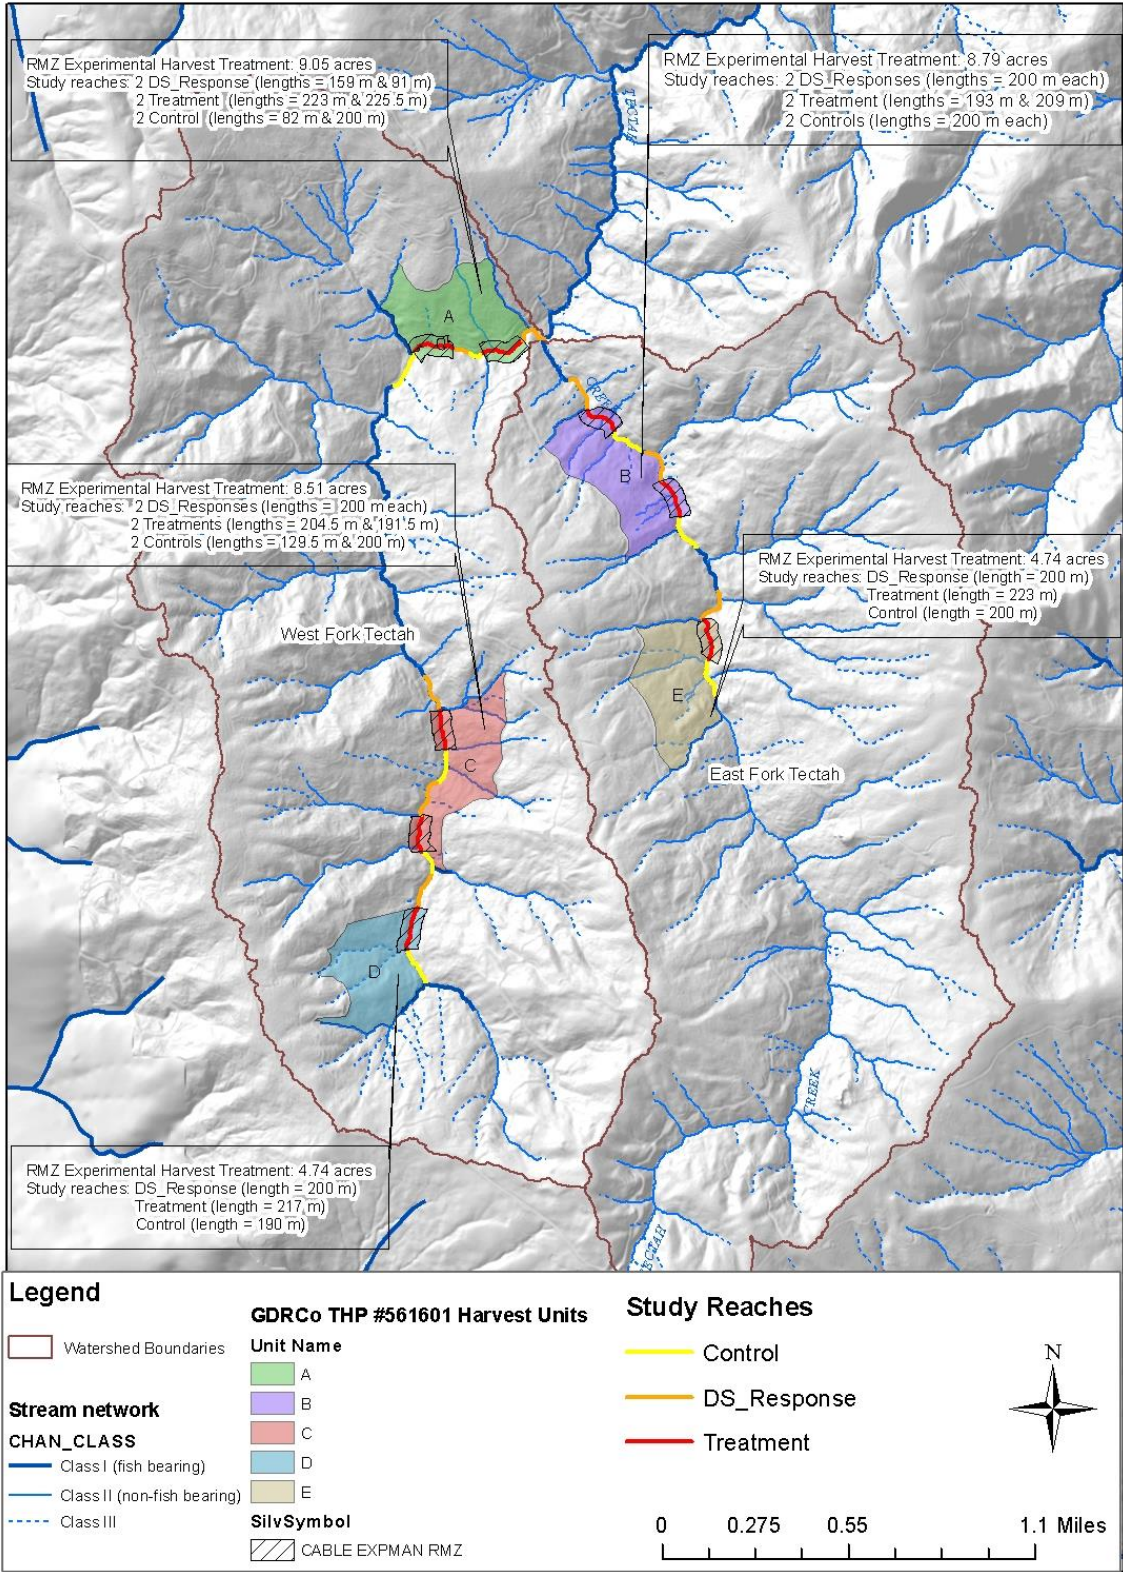 RMZ Experimental Harvest Treatment: 9.05 acres
Study reaches: 2 DS_Response (lengths = 159 m & 91 m)
2 Treatment (lengths = 223 m & 225.5 m)
2 Control (lengths = 82 m & 200 m)
RMZ Experimental Harvest Treatment: 8.79 acres
Study reaches: 2 DS_Responses (lengths = 200 m each)
2 Treatment (lengths = 193 m & 209 m)
2 Controls (lengths = 200 m each)
TECTAH
A
CREEK
B
RMZ Experimental Harvest Treatment: 8.51 acres
Study reaches: 2 DS_Responses (lengths = 200 m each)
2 Treatments (lengths = 204.5 m & 191.5 m)
2 Controls (lengths = 129.5 m & 200 m)
RMZ Experimental Harvest Treatment: 4.74 acres
Study reaches: DS_Response (length = 200 m)
Treatment (length = 223 m)
Control (length = 200 m)
West Fork Tectah
E
C
East Fork Tectah
D
CREEK
RMZ Experimental Harvest Treatment: 4.74 acres
Study reaches: DS_Response (length = 200 m)
Treatment (length = 217 m)
Control (length = 190 m)
TECTAH
Legend
Watershed Boundaries
Stream network
CHAN_CLASS
Class I (fish bearing)
Class II (non-fish bearing)
Class III
GDRCo THP #561601 Harvest Units
Unit Name
A
B
C
D
E
SilvSymbol
CABLE EXPMAN RMZ
Study Reaches
Control
DS_Response
Treatment
N
0 0.275 0.55 1.1 Miles